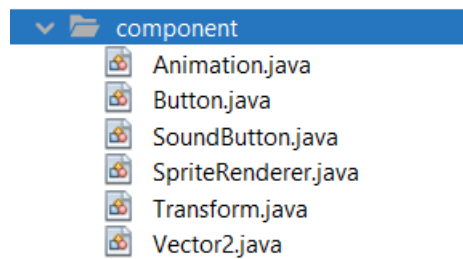 component
Animation.java
Button.java
SoundButton.java
SpriteRenderer.java
Transform.java
Vector2.java